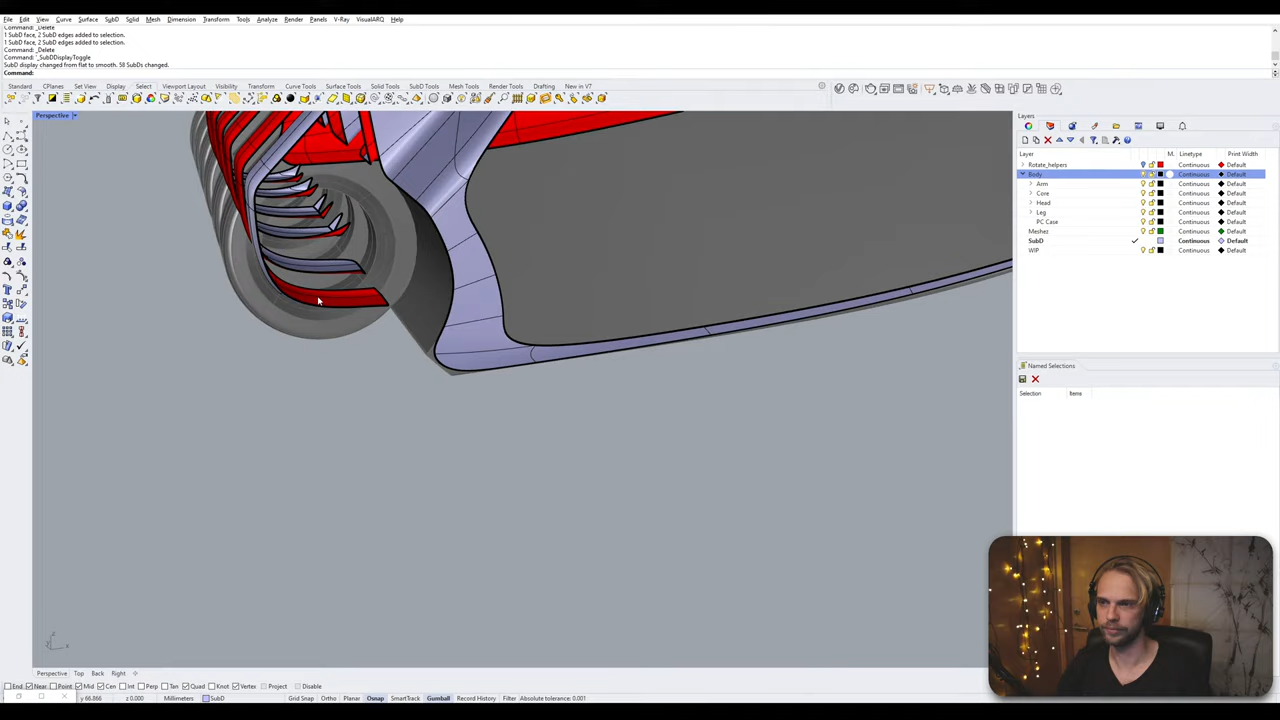 File Edit View Curve Surface SubD Solid Mesh Dimension Transform Tools Analyze Render Panels V-Ray VisualARQ Help
Command: _Delete
1 SubD face, 2 SubD edges added to selection.
1 SubD face, 2 SubD edges added to selection.
Command: _Delete
Command: '_SubDDisplayToggle
SubD display changed from flat to smooth. 58 SubDs changed.
Command:
Standard CPlanes Set View Display Select Viewport Layout Visibility Transform Curve Tools Surface Tools Solid Tools SubD Tools Mesh Tools Render Tools Drafting New in V7
Perspective
Layers
Layer M. Linetype Print Width
Rotate_helpers Continuous Default
Body Continuous Default
Arm Continuous Default
Core Continuous Default
Head Continuous Default
Leg Continuous Default
PC Case Continuous Default
Meshez Continuous Default
SubD Continuous Default
WIP Continuous Default
Named Selections
Selection Items
Perspective Top Back Right
End Near Point Mid Cen Int Perp Tan Quad Knot Vertex Project Disable
y 66.866 z 0.000 Millimeters SubD Grid Snap Ortho Planar Osnap SmartTrack Gumball Record History Filter Absolute tolerance: 0.001